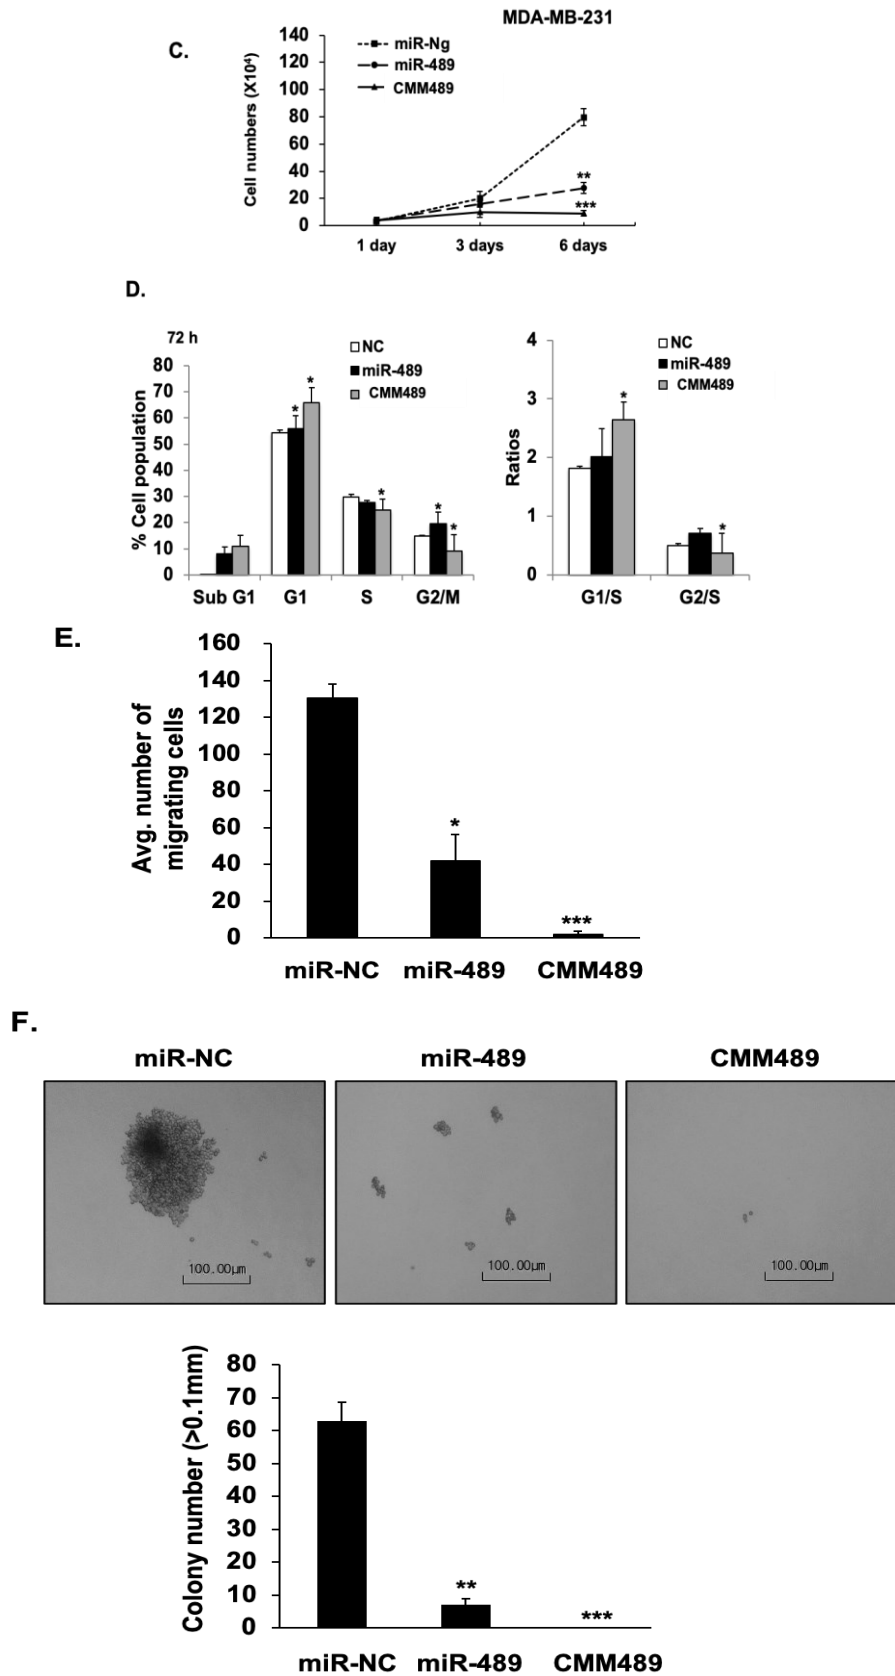 MDA-MB-231
C.
Cell numbers (X10⁴)
140
120
100
80
60
40
20
0
miR-Ng
miR-489
CMM489
**
***
1 day 3 days 6 days
D.
72 h
% Cell population
80
70
60
50
40
30
20
10
0
NC
miR-489
CMM489
* * * * *
Sub G1 G1 S G2/M
Ratios
4
3
2
1
0
NC
miR-489
CMM489
* *
G1/S G2/S
E.
Avg. number of
migrating cells
160
140
120
100
80
60
40
20
0
*
***
miR-NC miR-489 CMM489
F.
miR-NC miR-489 CMM489
100.00µm 100.00µm 100.00µm
Colony number (>0.1mm)
80
70
60
50
40
30
20
10
0
**
***
miR-NC miR-489 CMM489